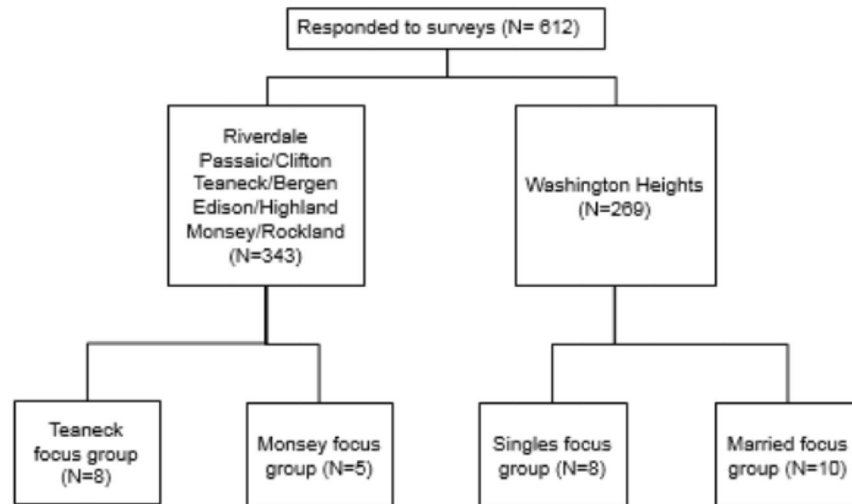 Responded to surveys (N= 612)
Riverdale
Passaic/Clifton
Teaneck/Bergen
Edison/Highland
Monsey/Rockland
(N=343)
Washington Heights
(N=269)
Teaneck
focus group
(N=8)
Monsey focus
group (N=5)
Singles focus
group (N=8)
Married focus
group (N=10)